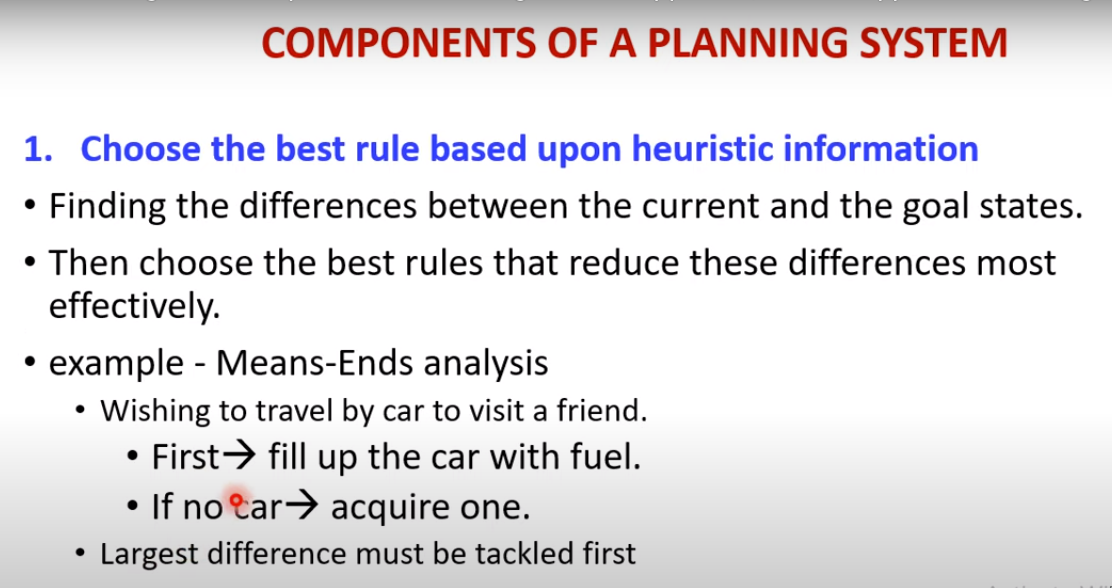 COMPONENTS OF A PLANNING SYSTEM
1. Choose the best rule based upon heuristic information
• Finding the differences between the current and the goal states.
• Then choose the best rules that reduce these differences most
effectively.
• example - Means-Ends analysis
• Wishing to travel by car to visit a friend.
• First→ fill up the car with fuel.
• If no car→ acquire one.
• Largest difference must be tackled first